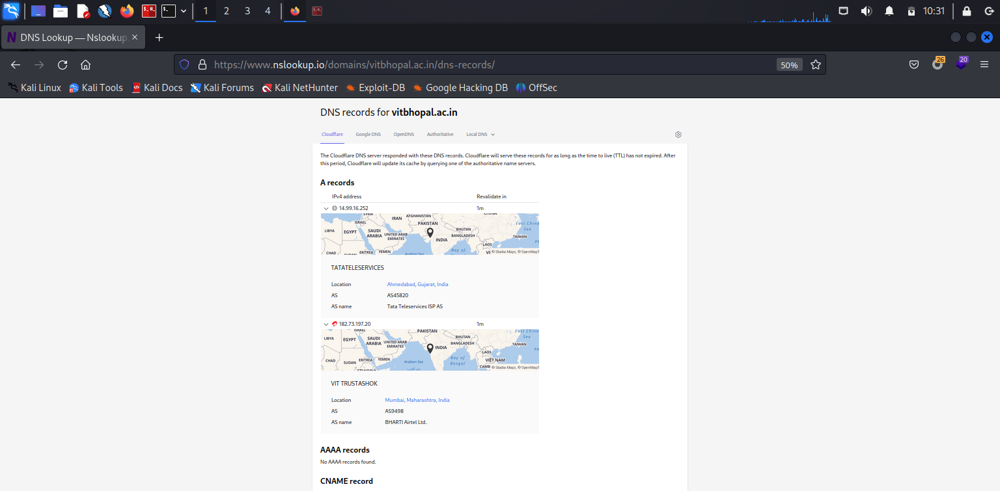 1 2 3 4 10:31
DNS Lookup — Nslookup.
https://www.nslookup.io/domains/vitbhopal.ac.in/dns-records/ 50% 26 20
Kali Linux Kali Tools Kali Docs Kali Forums Kali NetHunter Exploit-DB Google Hacking DB OffSec
DNS records for vitbhopal.ac.in
Cloudflare Google DNS OpenDNS Authoritative Local DNS
The Cloudflare DNS server responded with these DNS records. Cloudflare will serve these records for as long as the time to live (TTL) has not expired. After
this period, Cloudflare will update its cache by querying one of the authoritative name servers.
A records
IPv4 address Revalidate in
14.99.16.252 1m
SYRIA AFGHANISTAN CHINA
ISRAEL IRAN PAKISTAN East China
LIBYA EGYPT SAUDI BHUTAN Sea
ARABIA UNITED ARAB BANGLADESH TAIWAN
EMIRATES INDIA LAOS
CHAD SUDAN ERITREA YEMEN Arabian Sea Bay of VI © Stadia Maps, © OpenMapT
TATATELESERVICES
Location Ahmedabad, Gujarat, India
AS AS45820
AS name Tata Teleservices ISP AS
182.73.197.20 1m
ISRAEL PAKISTAN East China
LIBYA EGYPT SAUDI BHUTAN Sea
ARABIA UNITED ARAB BANGLADESH TAIWAN
EMIRATES INDIA LAOS
CHAD SUDAN ERITREA YEMEN Arabian Sea Bay of VIỆT NAM
Bengal
ETHIOPIA CAMB © Stadia Maps, © OpenMapT
VIT TRUSTASHOK
Location Mumbai, Maharashtra, India
AS AS9498
AS name BHARTI Airtel Ltd.
AAAA records
No AAAA records found.
CNAME record